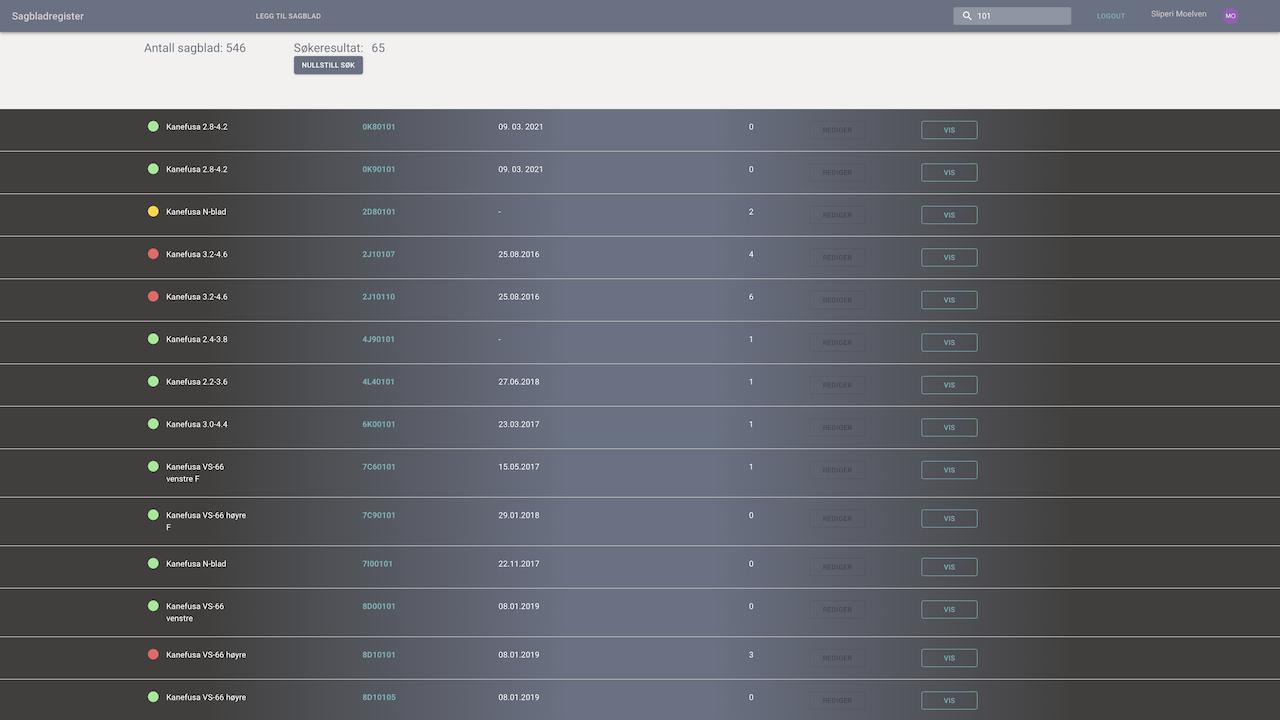 Sagbladregister
LEGG TIL SAGBLAD
101
LOGOUT
Sliperi Moelven
MO
Antall sagblad: 546
Søkeresultat: 65
NULLSTILL SØK
Kanefusa 2.8-4.2 0K80101 09. 03. 2021 0 REDIGER VIS
Kanefusa 2.8-4.2 0K90101 09. 03. 2021 0 REDIGER VIS
Kanefusa N-blad 2D80101 - 2 REDIGER VIS
Kanefusa 3.2-4.6 2J10107 25.08.2016 4 REDIGER VIS
Kanefusa 3.2-4.6 2J10110 25.08.2016 6 REDIGER VIS
Kanefusa 2.4-3.8 4J90101 - 1 REDIGER VIS
Kanefusa 2.2-3.6 4L40101 27.06.2018 1 REDIGER VIS
Kanefusa 3.0-4.4 6K00101 23.03.2017 1 REDIGER VIS
Kanefusa VS-66 7C60101 15.05.2017 1 REDIGER VIS
venstre F
Kanefusa VS-66 høyre 7C90101 29.01.2018 0 REDIGER VIS
F
Kanefusa N-blad 7I00101 22.11.2017 0 REDIGER VIS
Kanefusa VS-66 8D00101 08.01.2019 0 REDIGER VIS
venstre
Kanefusa VS-66 høyre 8D10101 08.01.2019 3 REDIGER VIS
Kanefusa VS-66 høyre 8D10105 08.01.2019 0 REDIGER VIS